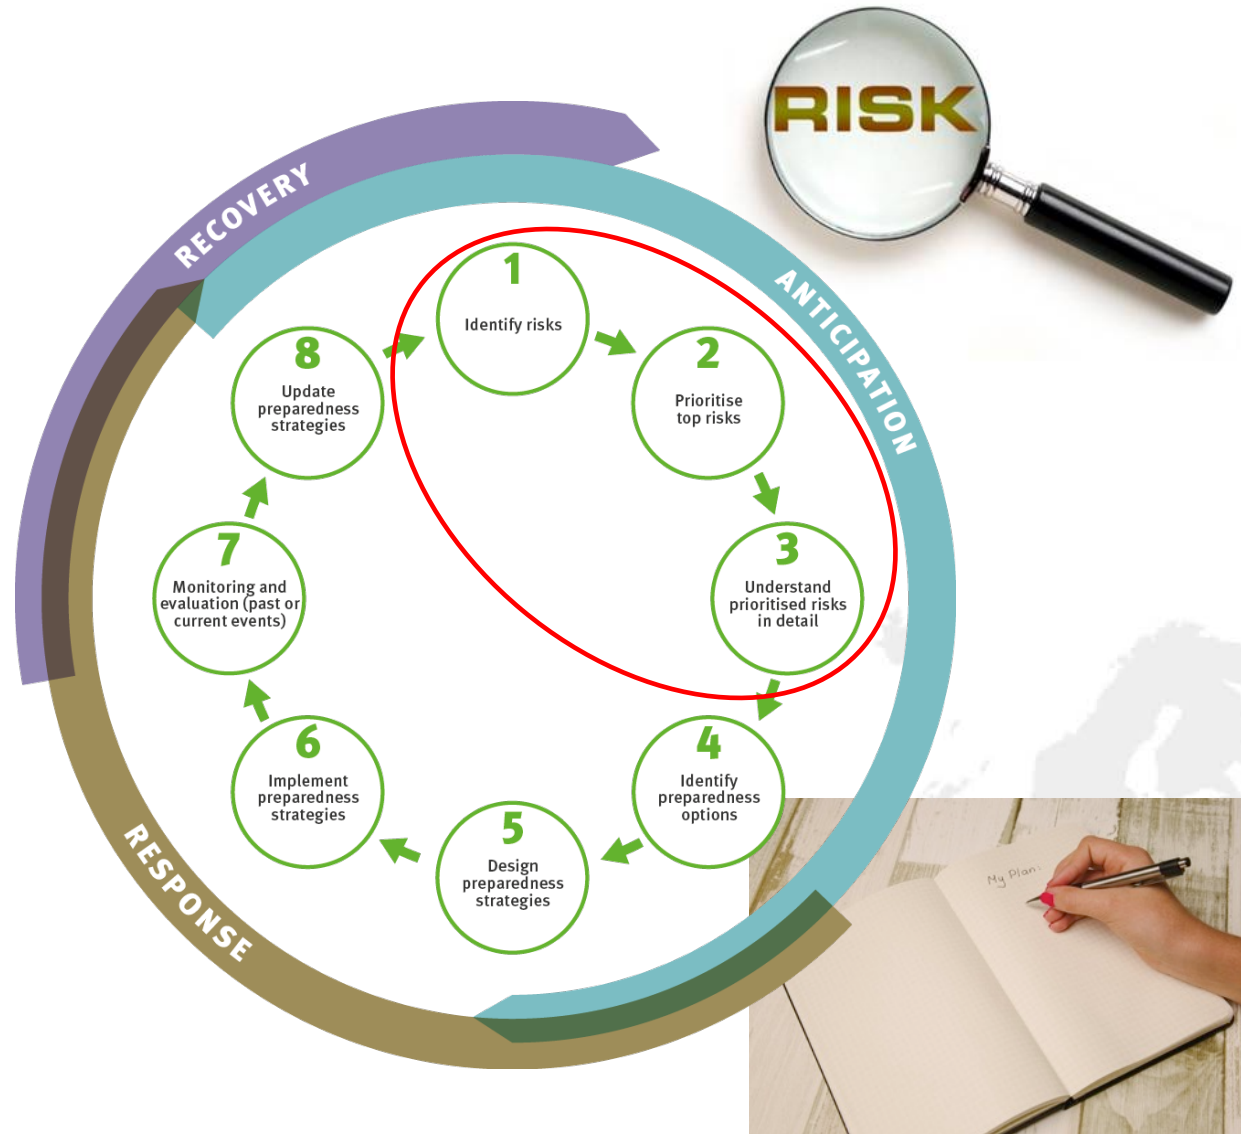 RISK
RECOVERY
ANTICIPATION
RESPONSE
1
Identify risks
2
Prioritise
top risks
3
Understand
prioritised risks
in detail
4
Identify
preparedness
options
5
Design
preparedness
strategies
6
Implement
preparedness
strategies
7
Monitoring and
evaluation (past or
current events)
8
Update
preparedness
strategies
My Plan: